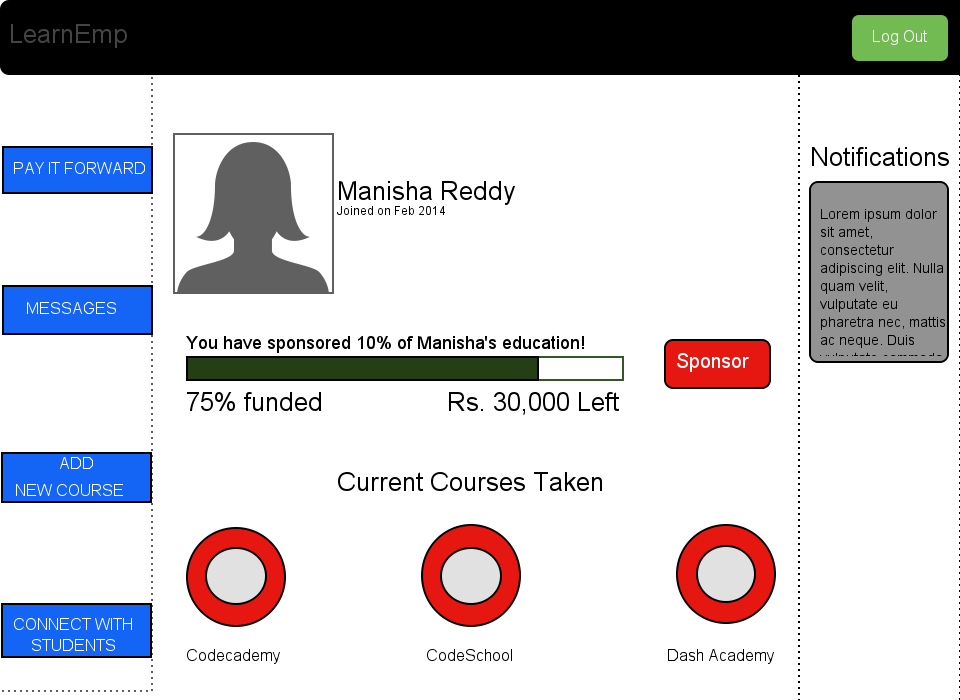 LearnEmp
Log Out
PAY IT FORWARD
MESSAGES
ADD
NEW COURSE
CONNECT WITH
STUDENTS
Manisha Reddy
Joined on Feb 2014
You have sponsored 10% of Manisha's education!
75% funded
Rs. 30,000 Left
Sponsor
Current Courses Taken
Codecademy
CodeSchool
Dash Academy
Notifications
Lorem ipsum dolor
sit amet,
consectetur
adipiscing elit. Nulla
quam velit,
vulputate eu
pharetra nec, mattis
ac neque. Duis